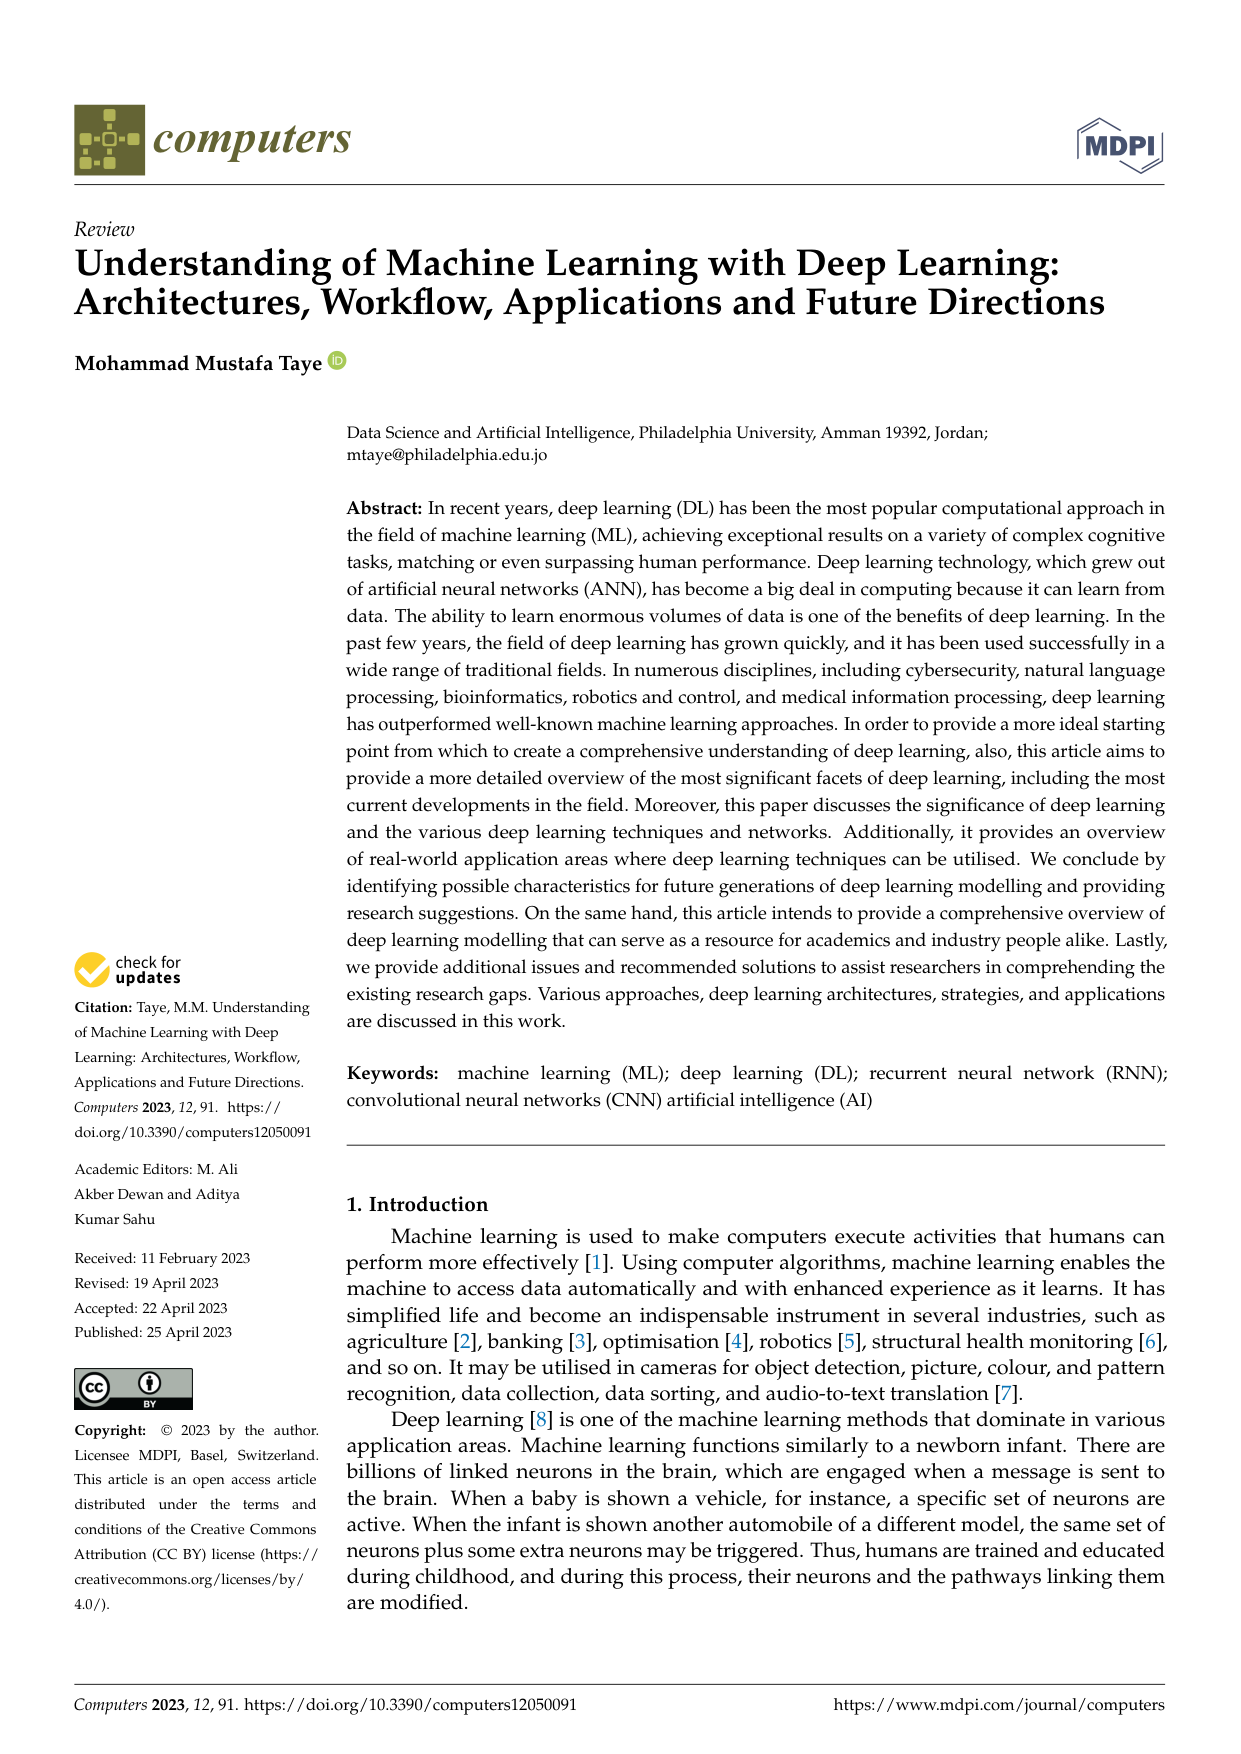 computers
MDPI
Review
Understanding of Machine Learning with Deep Learning:
Architectures, Workflow, Applications and Future Directions
Mohammad Mustafa Taye iD
Data Science and Artificial Intelligence, Philadelphia University, Amman 19392, Jordan;
mtaye@philadelphia.edu.jo
Abstract: In recent years, deep learning (DL) has been the most popular computational approach in
the field of machine learning (ML), achieving exceptional results on a variety of complex cognitive
tasks, matching or even surpassing human performance. Deep learning technology, which grew out
of artificial neural networks (ANN), has become a big deal in computing because it can learn from
data. The ability to learn enormous volumes of data is one of the benefits of deep learning. In the
past few years, the field of deep learning has grown quickly, and it has been used successfully in a
wide range of traditional fields. In numerous disciplines, including cybersecurity, natural language
processing, bioinformatics, robotics and control, and medical information processing, deep learning
has outperformed well-known machine learning approaches. In order to provide a more ideal starting
point from which to create a comprehensive understanding of deep learning, also, this article aims to
provide a more detailed overview of the most significant facets of deep learning, including the most
current developments in the field. Moreover, this paper discusses the significance of deep learning
and the various deep learning techniques and networks. Additionally, it provides an overview
of real-world application areas where deep learning techniques can be utilised. We conclude by
identifying possible characteristics for future generations of deep learning modelling and providing
research suggestions. On the same hand, this article intends to provide a comprehensive overview of
deep learning modelling that can serve as a resource for academics and industry people alike. Lastly,
we provide additional issues and recommended solutions to assist researchers in comprehending the
existing research gaps. Various approaches, deep learning architectures, strategies, and applications
are discussed in this work.
Keywords: machine learning (ML); deep learning (DL); recurrent neural network (RNN);
convolutional neural networks (CNN) artificial intelligence (AI)
check for
updates
Citation: Taye, M.M. Understanding
of Machine Learning with Deep
Learning: Architectures, Workflow,
Applications and Future Directions.
Computers 2023, 12, 91. https://
doi.org/10.3390/computers12050091
Academic Editors: M. Ali
Akber Dewan and Aditya
Kumar Sahu
Received: 11 February 2023
Revised: 19 April 2023
Accepted: 22 April 2023
Published: 25 April 2023
cc BY
Copyright: © 2023 by the author.
Licensee MDPI, Basel, Switzerland.
This article is an open access article
distributed under the terms and
conditions of the Creative Commons
Attribution (CC BY) license (https://
creativecommons.org/licenses/by/
4.0/).
1. Introduction
Machine learning is used to make computers execute activities that humans can
perform more effectively [1]. Using computer algorithms, machine learning enables the
machine to access data automatically and with enhanced experience as it learns. It has
simplified life and become an indispensable instrument in several industries, such as
agriculture [2], banking [3], optimisation [4], robotics [5], structural health monitoring [6],
and so on. It may be utilised in cameras for object detection, picture, colour, and pattern
recognition, data collection, data sorting, and audio-to-text translation [7].
Deep learning [8] is one of the machine learning methods that dominate in various
application areas. Machine learning functions similarly to a newborn infant. There are
billions of linked neurons in the brain, which are engaged when a message is sent to
the brain. When a baby is shown a vehicle, for instance, a specific set of neurons are
active. When the infant is shown another automobile of a different model, the same set of
neurons plus some extra neurons may be triggered. Thus, humans are trained and educated
during childhood, and during this process, their neurons and the pathways linking them
are modified.
Computers 2023, 12, 91. https://doi.org/10.3390/computers12050091
https://www.mdpi.com/journal/computers